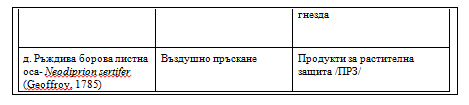 гнезда
д. Ръждива борова листна оса- Neodiprion sertifer (Geoffroy, 1785)
Въздушно пръскане
Продукти за растителна защита /ПРЗ/